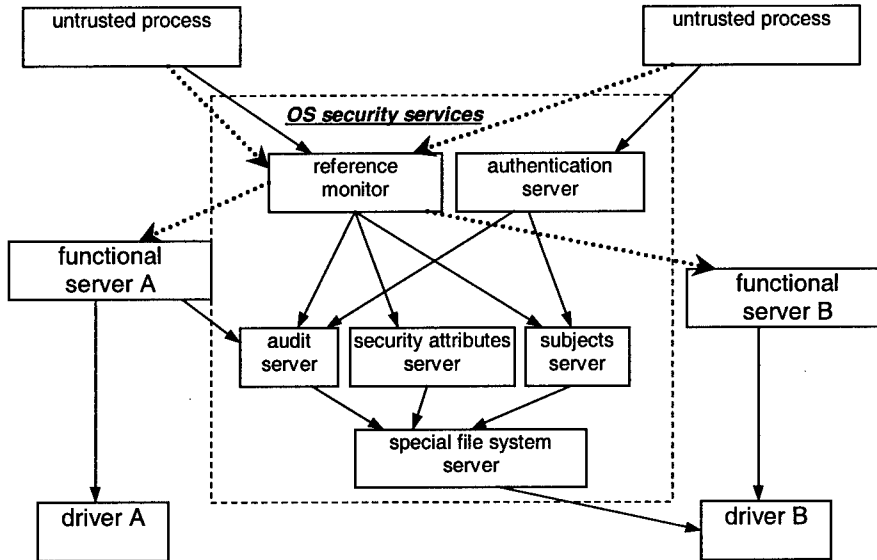 untrusted process
untrusted process
OS security services
reference
monitor
authentication
server
functional
server A
functional
server B
audit
server
security attributes
server
subjects
server
special file system
server
driver A
driver B